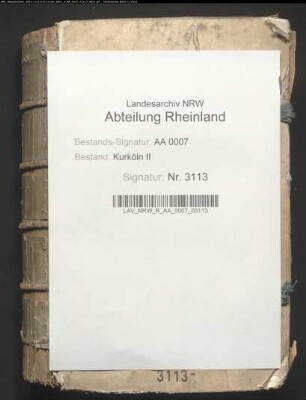 Landesarchiv NRW
Abteilung Rheinland
Bestands-Signatur: AA 0007
Bestand: Kurköln II
Signatur: Nr. 3113
LAV_NRW_R_AA_0007_03113
3113-